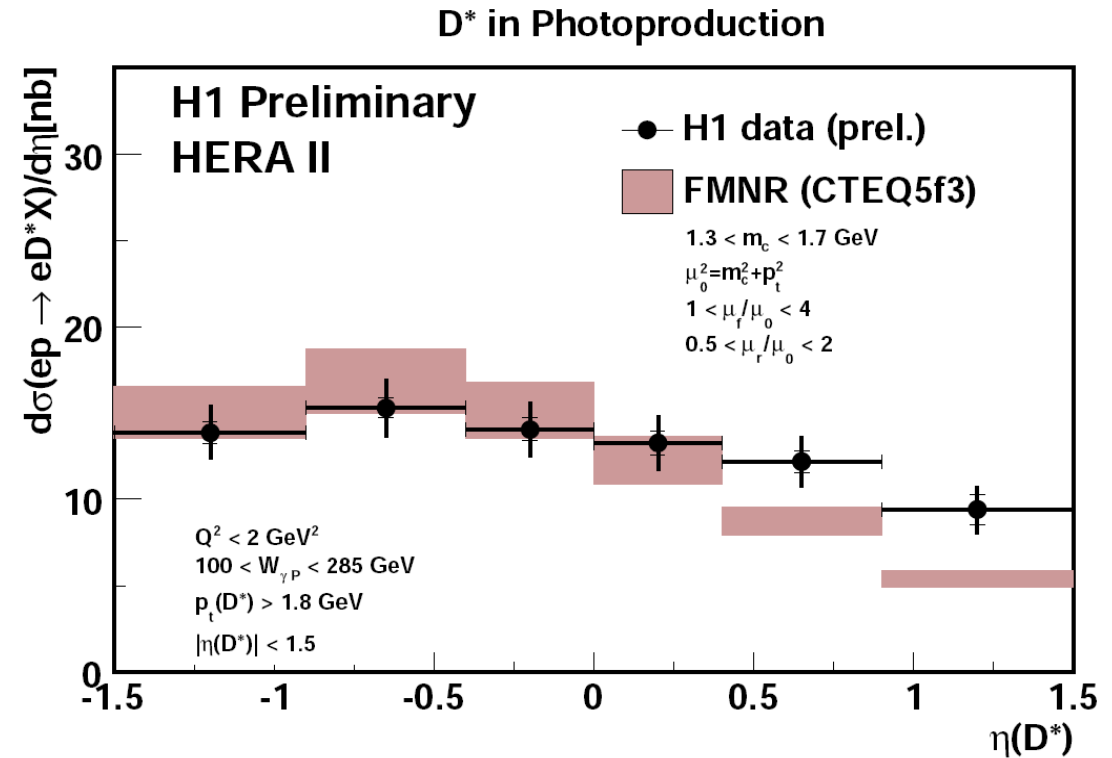 D* in Photoproduction
dσ(ep → eD*X)/dη[nb]
H1 Preliminary
HERA II
H1 data (prel.)
FMNR (CTEQ5f3)
1.3 < m_c < 1.7 GeV
μ₀²=m_c²+p_t²
1 < μ_f/μ₀ < 4
0.5 < μ_r/μ₀ < 2
30
20
10
0
Q² < 2 GeV²
100 < W_γP < 285 GeV
p_t(D*) > 1.8 GeV
|η(D*)| < 1.5
-1.5 -1 -0.5 0 0.5 1 1.5
η(D*)